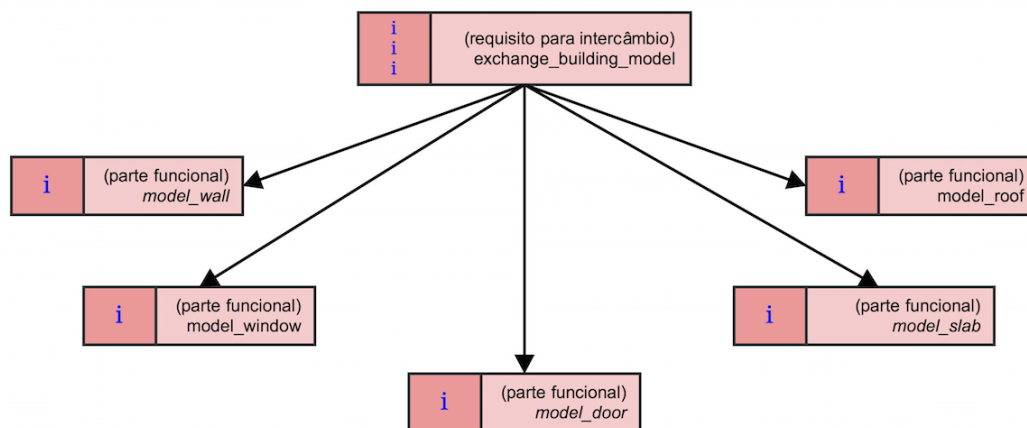 i
i
i
(requisito para intercâmbio)
exchange_building_model
i
(parte funcional)
model_wall
i
(parte funcional)
model_roof
i
(parte funcional)
model_window
i
(parte funcional)
model_slab
i
(parte funcional)
model_door